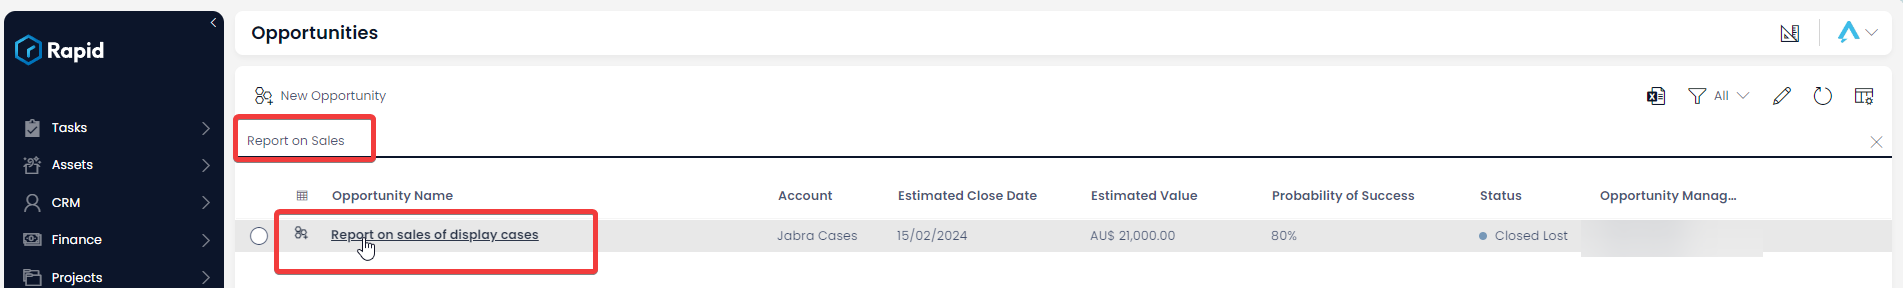 Rapid
Tasks
Assets
CRM
Finance
Projects
Opportunities
New Opportunity
All
Report on Sales
Opportunity Name Account Estimated Close Date Estimated Value Probability of Success Status Opportunity Manag...
Report on sales of display cases Jabra Cases 15/02/2024 AU$ 21,000.00 80% Closed Lost